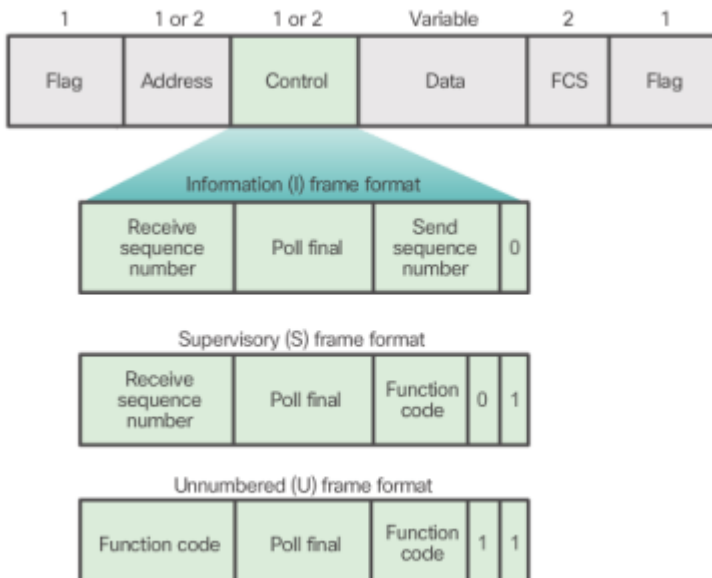 1 1 or 2 1 or 2 Variable 2 1
Flag Address Control Data FCS Flag
Information (I) frame format
Receive sequence number Poll final Send sequence number 0
Supervisory (S) frame format
Receive sequence number Poll final Function code 0 1
Unnumbered (U) frame format
Function code Poll final Function code 1 1